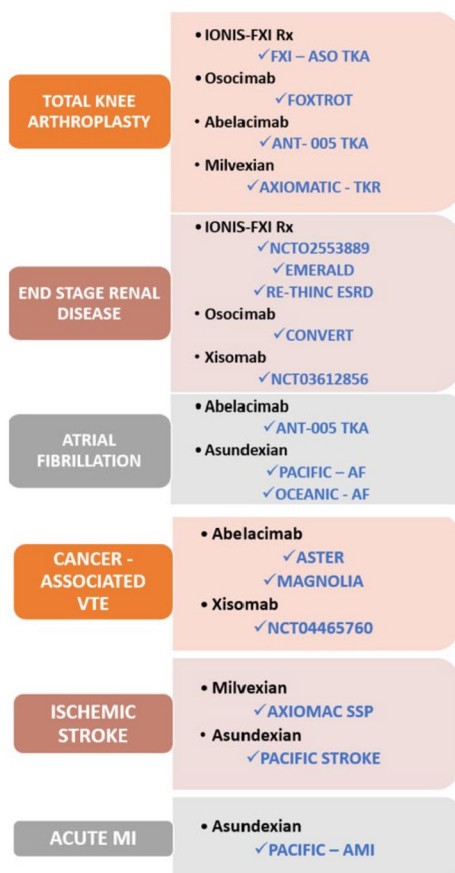 TOTAL KNEE
ARTHROPLASTY
• IONIS-FXI Rx
✓FXI – ASO TKA
• Osocimab
✓FOXTROT
• Abelacimab
✓ANT- 005 TKA
• Milvexian
✓AXIOMATIC - TKR
END STAGE RENAL
DISEASE
• IONIS-FXI Rx
✓NCTO2553889
✓EMERALD
✓RE-THINC ESRD
• Osocimab
✓CONVERT
• Xisomab
✓NCT03612856
ATRIAL
FIBRILLATION
• Abelacimab
✓ANT-005 TKA
• Asundexian
✓PACIFIC – AF
✓OCEANIC - AF
CANCER -
ASSOCIATED
VTE
• Abelacimab
✓ASTER
✓MAGNOLIA
• Xisomab
✓NCT04465760
ISCHEMIC
STROKE
• Milvexian
✓AXIOMAC SSP
• Asundexian
✓PACIFIC STROKE
ACUTE MI
• Asundexian
✓PACIFIC – AMI